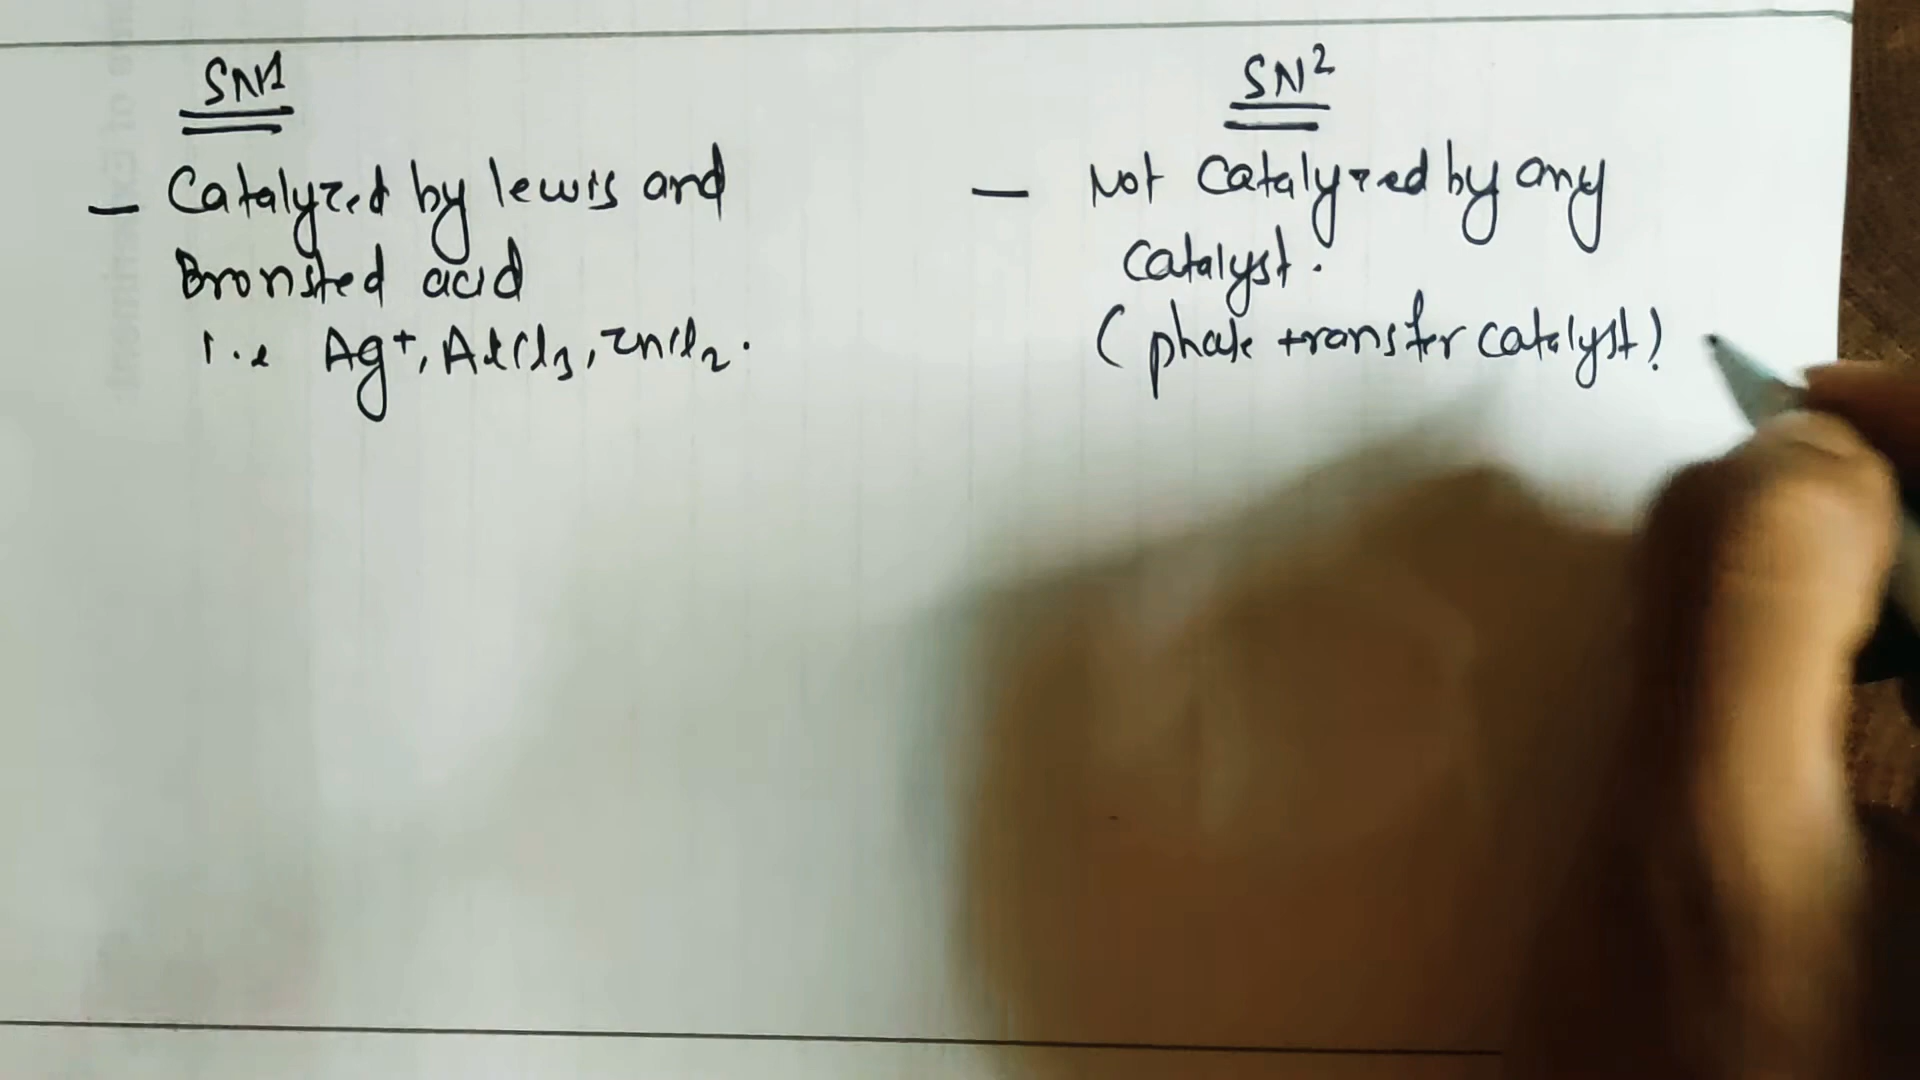 SN1
– Catalyzed by lewis and
Bronsted acid
i.e Ag+, AlCl3, ZnCl2.
SN2
– Not Catalyzed by any
catalyst.
(phase transfer catalyst)